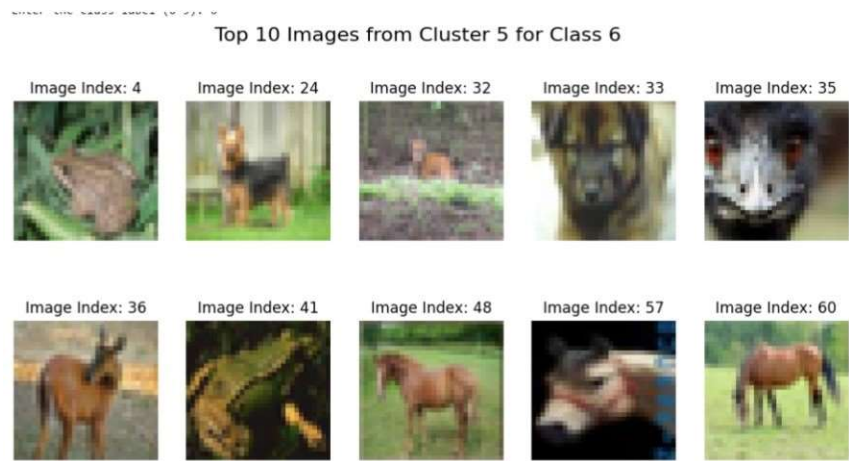 Top 10 Images from Cluster 5 for Class 6
Image Index: 4
Image Index: 24
Image Index: 32
Image Index: 33
Image Index: 35
Image Index: 36
Image Index: 41
Image Index: 48
Image Index: 57
Image Index: 60